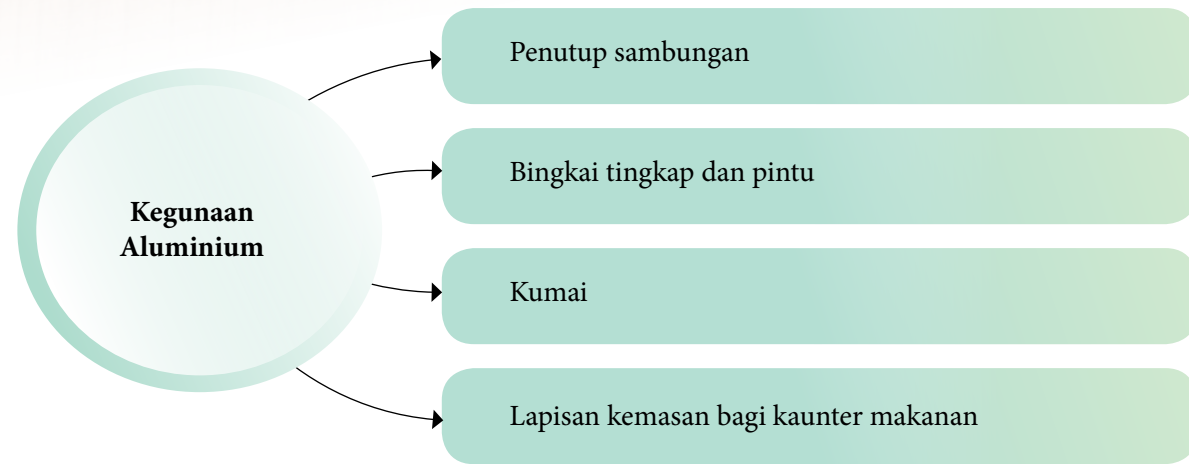 Kegunaan
Aluminium
Penutup sambungan
Bingkai tingkap dan pintu
Kumai
Lapisan kemasan bagi kaunter makanan